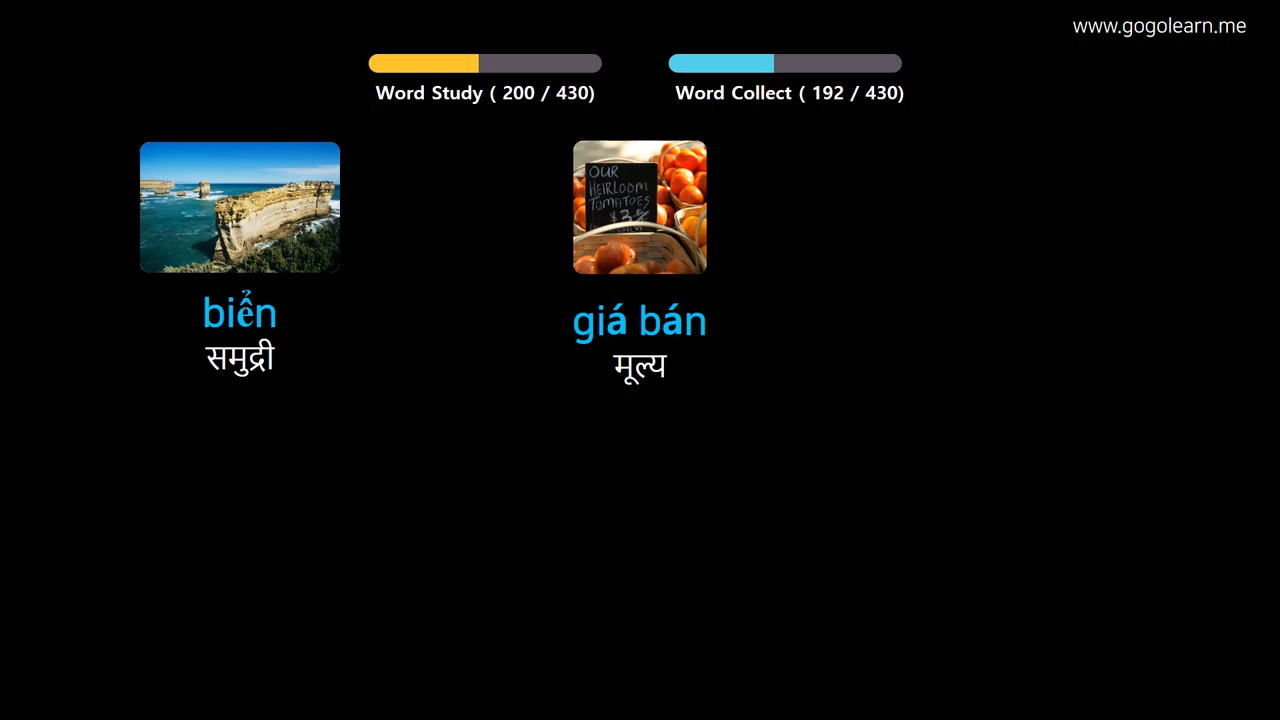 www.gogolearn.me
Word Study ( 200 / 430)
Word Collect ( 192 / 430)
OUR
HEIRLOOM
TOMATOES
biển
समुद्री
giá bán
मूल्य